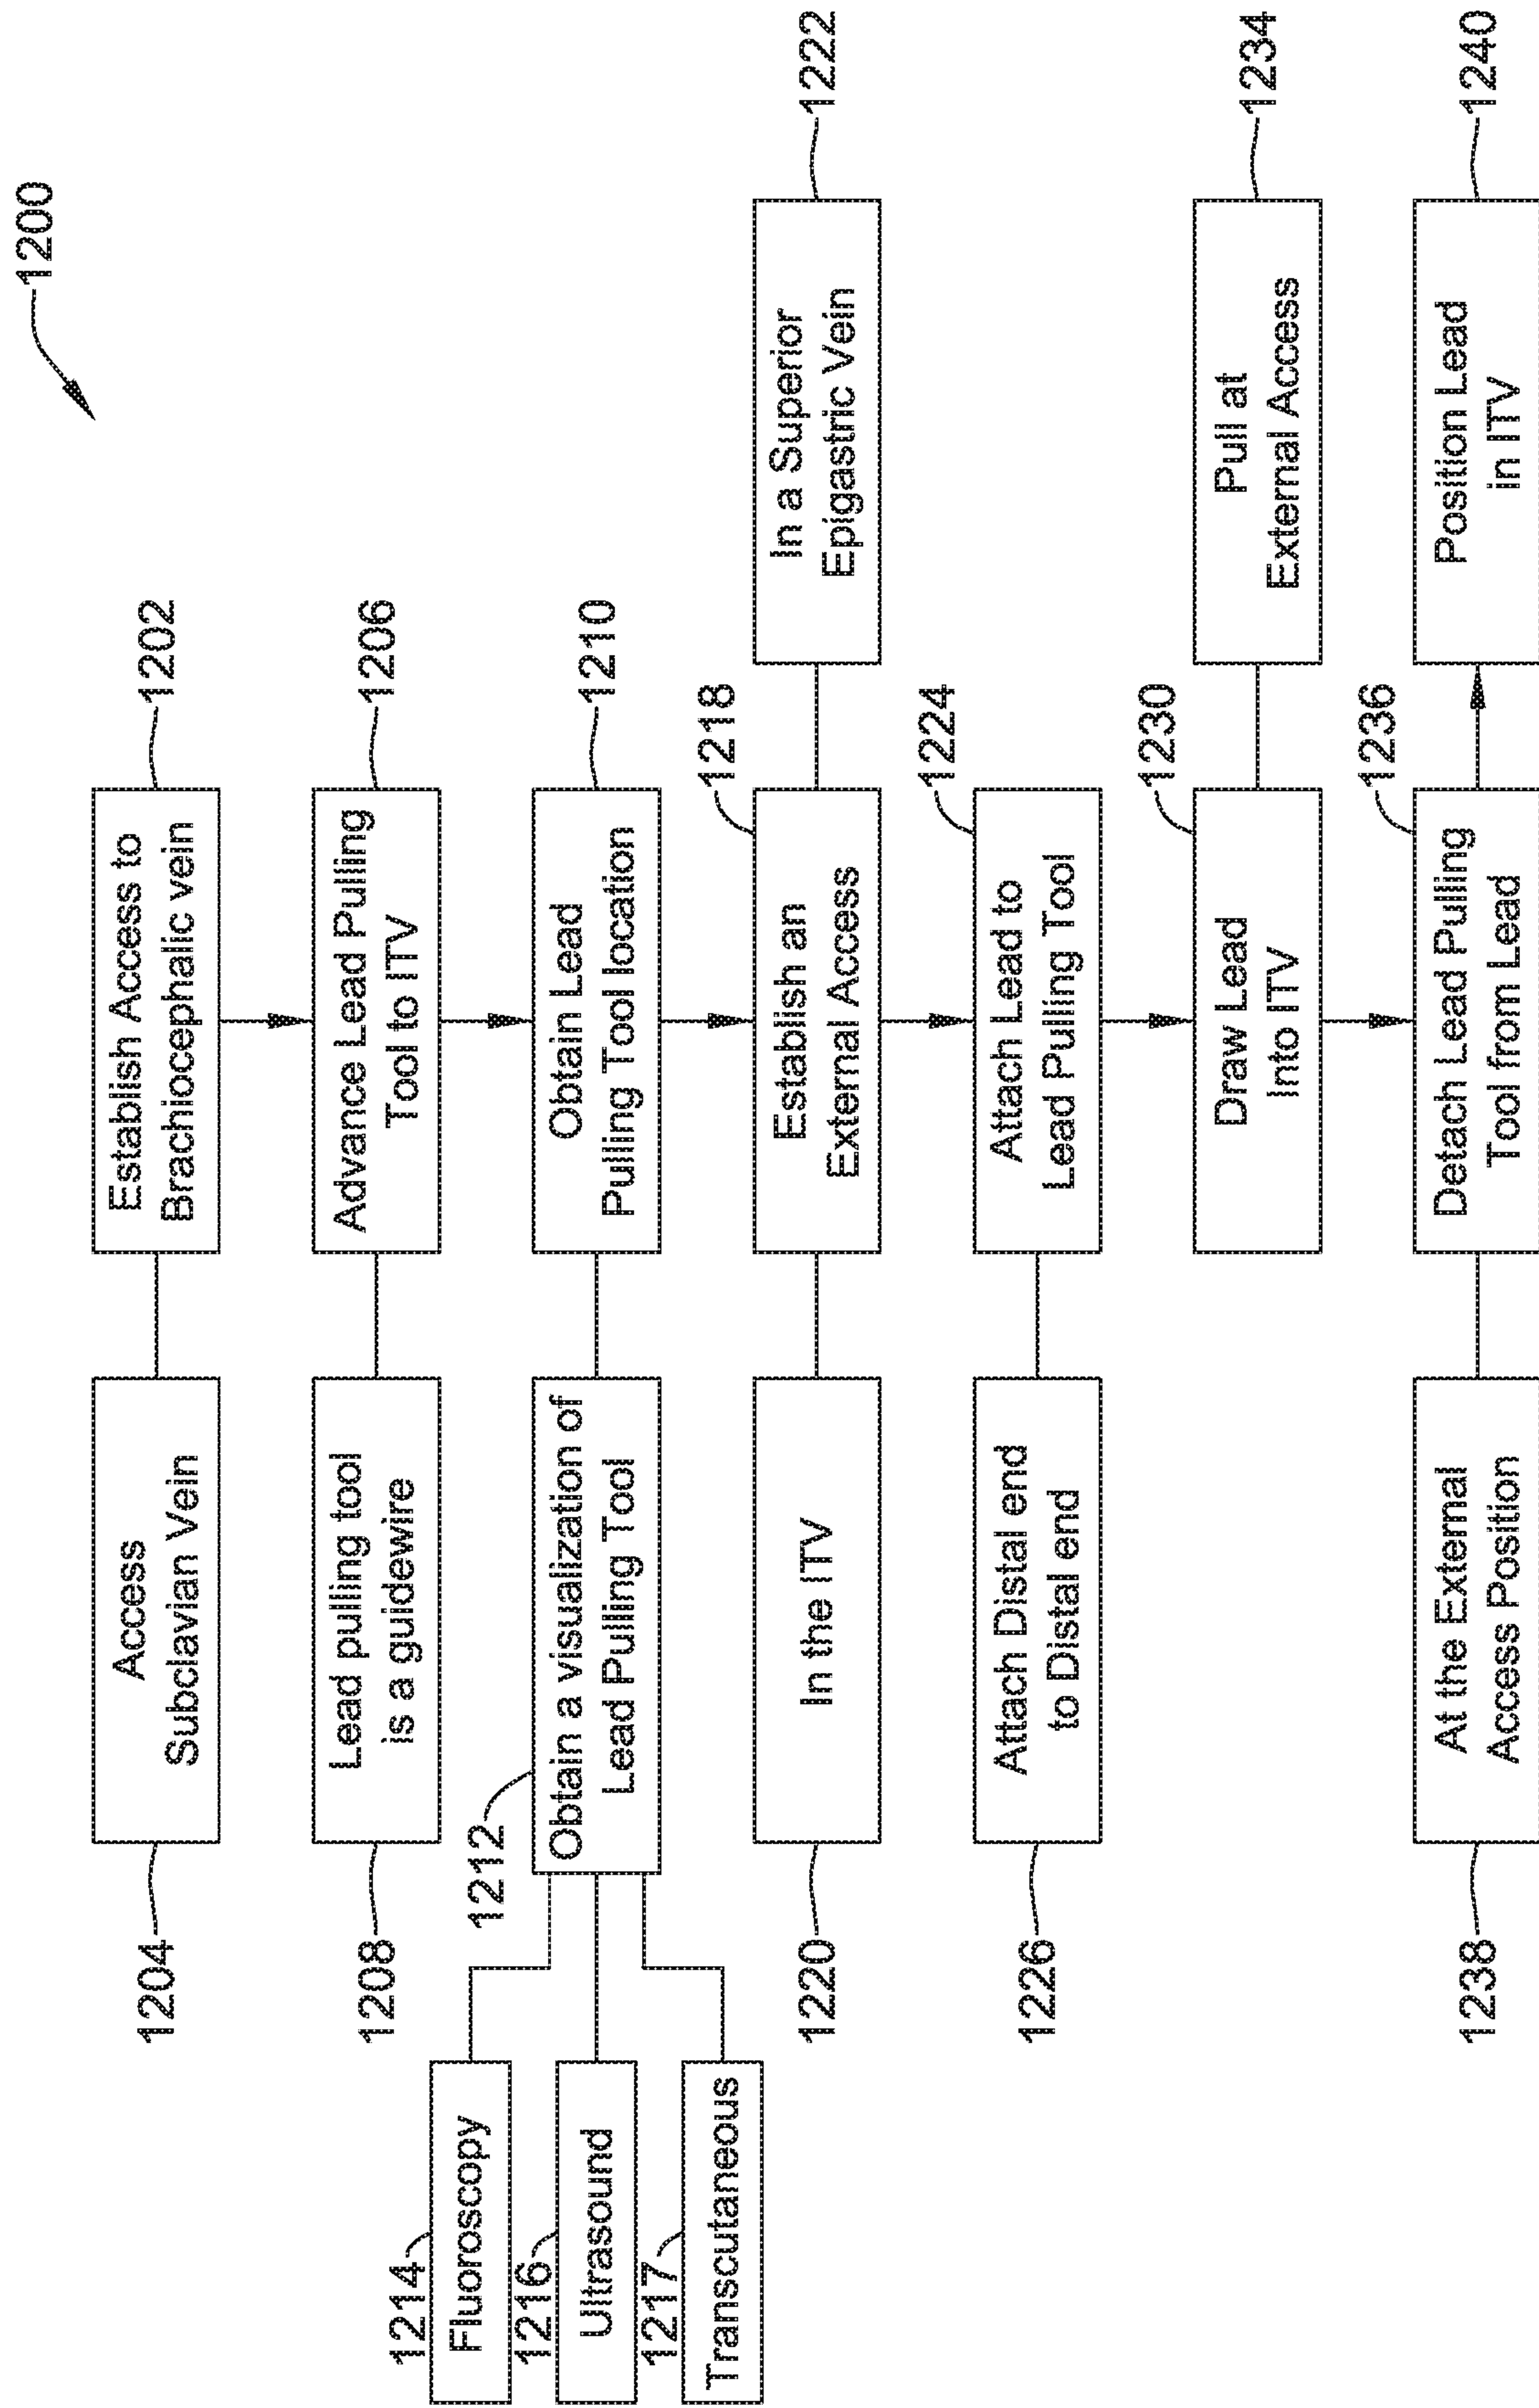 1200
Access
Subclavian Vein
1204
Establish Access to
Brachiocephalic vein
1202
Lead pulling tool
is a guidewire
1208
Advance Lead Pulling
Tool to ITV
1206
1214
Fluoroscopy
1216
Ultrasound
1217
Transcutaneous
1212
Obtain a visualization of
Lead Pulling Tool
Obtain Lead
Pulling Tool location
1210
1220
In the ITV
1218
Establish an
External Access
In a Superior
Epigastric Vein
1222
1226
Attach Distal end
to Distal end
1224
Attach Lead to
Lead Pulling Tool
1230
Draw Lead
Into ITV
Pull at
External Access
1234
1238
At the External
Access Position
1236
Detach Lead Pulling
Tool from Lead
Position Lead
in ITV
1240